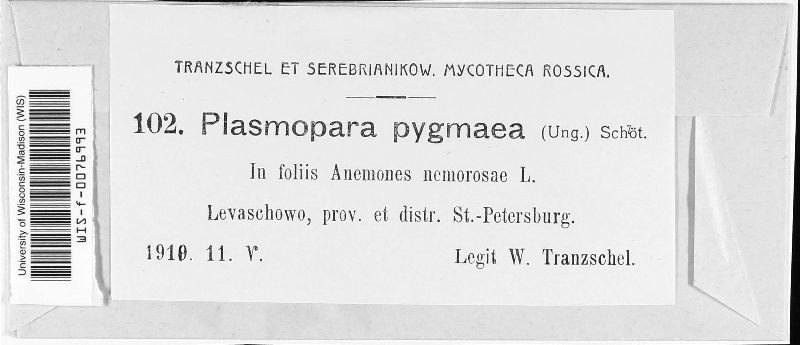 TRANZSCHEL ET SEREBRIANIKOW. MYCOTHECA ROSSICA.
102. Plasmopara pygmaea (Ung.) Schröt.
In foliis Anemones nemorosae L.
Levaschowo, prov. et distr. St.-Petersburg.
1910. 11. V.
Legit W. Tranzschel.
University of Wisconsin-Madison (WIS)
WIS-f-0076993